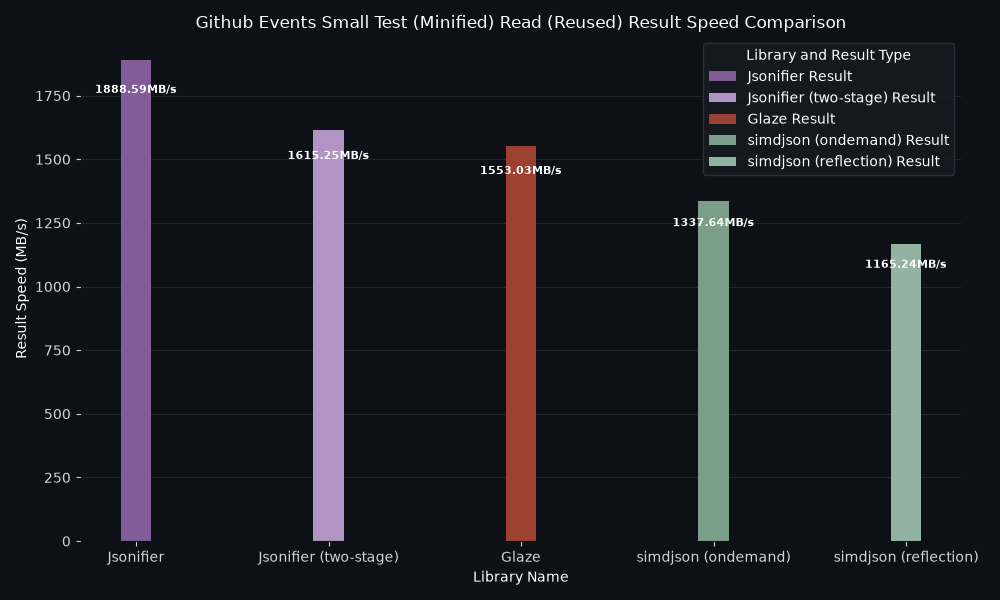 Github Events Small Test (Minified) Read (Reused) Result Speed Comparison
Library and Result Type
Jsonifier Result
Jsonifier (two-stage) Result
Glaze Result
simdjson (ondemand) Result
simdjson (reflection) Result
Result Speed (MB/s)
1750
1500
1250
1000
750
500
250
0
1888.59MB/s
1615.25MB/s
1553.03MB/s
1337.64MB/s
1165.24MB/s
Jsonifier
Jsonifier (two-stage)
Glaze
simdjson (ondemand)
simdjson (reflection)
Library Name